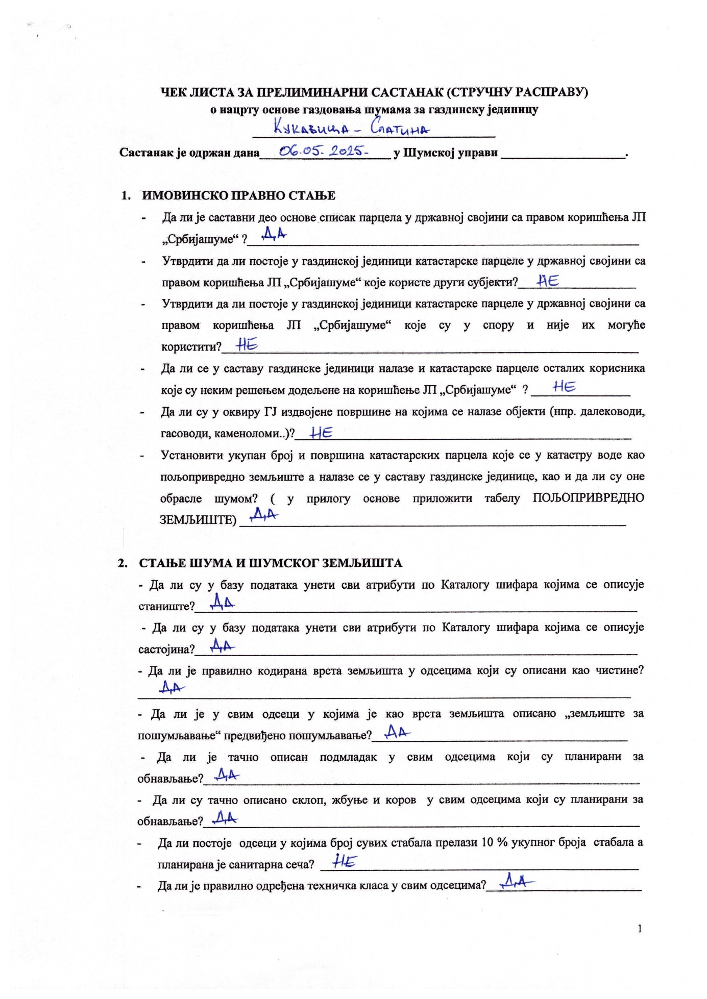 ЧЕК ЛИСТА ЗА ПРЕЛИМИНАРНИ САСТАНАК (СТРУЧНУ РАСПРАВУ)
о нацрту основе газдовања шумама за газдинску јединицу
Кукавица - Слатина
Састанак је одржан дана 06.05.2025. у Шумској управи ____________.
1. ИМОВИНСКО ПРАВНО СТАЊЕ
- Да ли је саставни део основе списак парцела у државној својини са правом коришћења ЈП
„Србијашуме“ ? ДА
- Утврдити да ли постоје у газдинској јединици катастарске парцеле у државној својини са
правом коришћења ЈП „Србијашуме“ које користе други субјекти? НЕ
- Утврдити да ли постоје у газдинској јединици катастарске парцеле у државној својини са
правом коришћења ЈП „Србијашуме“ које су у спору и није их могуће
користити? НЕ
- Да ли се у саставу газдинске јединици налазе и катастарске парцеле осталих корисника
које су неким решењем додељене на коришћење ЈП „Србијашуме“ ? НЕ
- Да ли су у оквиру ГЈ издвојене површине на којима се налазе објекти (нпр. далеководи,
гасоводи, каменоломи..)? НЕ
- Установити укупан број и површина катастарских парцела које се у катастру воде као
пољопривредно земљиште а налазе се у саставу газдинске јединице, као и да ли су оне
обрасле шумом? ( у прилогу основе приложити табелу ПОЉОПРИВРЕДНО
ЗЕМЉИШТЕ) ДА
2. СТАЊЕ ШУМА И ШУМСКОГ ЗЕМЉИШТА
- Да ли су у базу података унети сви атрибути по Каталогу шифара којима се описује
станиште? ДА
- Да ли су у базу података унети сви атрибути по Каталогу шифара којима се описује
састојина? ДА
- Да ли је правилно кодирана врста земљишта у одсецима који су описани као чистине?
ДА
- Да ли је у свим одсеци у којима је као врста земљишта описано „земљиште за
пошумљавање“ предвиђено пошумљавање? ДА
- Да ли је тачно описан подмладак у свим одсецима који су планирани за
обнављање? ДА
- Да ли су тачно описано склоп, жбуње и коров у свим одсецима који су планирани за
обнављање? ДА
- Да ли постоје одсеци у којима број сувих стабала прелази 10 % укупног броја стабала а
планирана је санитарна сеча? НЕ
- Да ли је правилно одређена техничка класа у свим одсецима? ДА
1